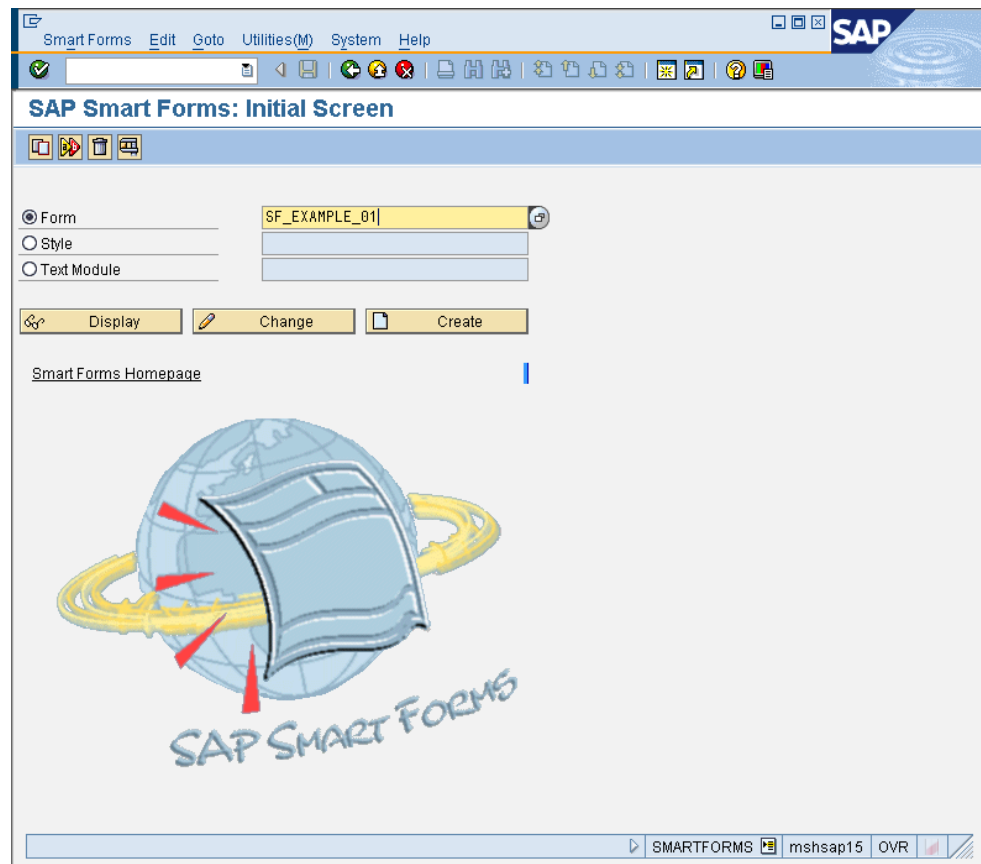 Smart Forms Edit Goto Utilities(M) System Help
SAP
SAP Smart Forms: Initial Screen
Form SF_EXAMPLE_01
Style
Text Module
Display Change Create
Smart Forms Homepage
SAP SMART FORMS
SMARTFORMS mshsap15 OVR